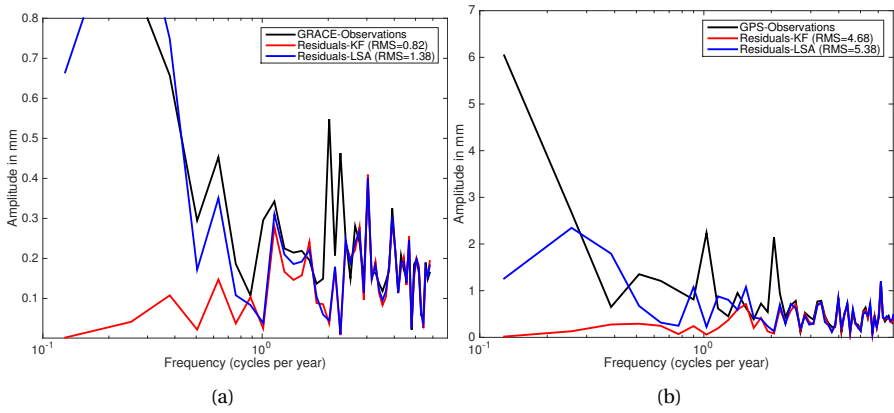 GRACE-Observations
Residuals-KF (RMS=0.82)
Residuals-LSA (RMS=1.38)
Amplitude in mm
0.8
0.7
0.6
0.5
0.4
0.3
0.2
0.1
10-1
100
Frequency (cycles per year)
(a)
GPS-Observations
Residuals-KF (RMS=4.68)
Residuals-LSA (RMS=5.38)
Amplitude in mm
7
6
5
4
3
2
1
0
10-1
100
Frequency (cycles per year)
(b)